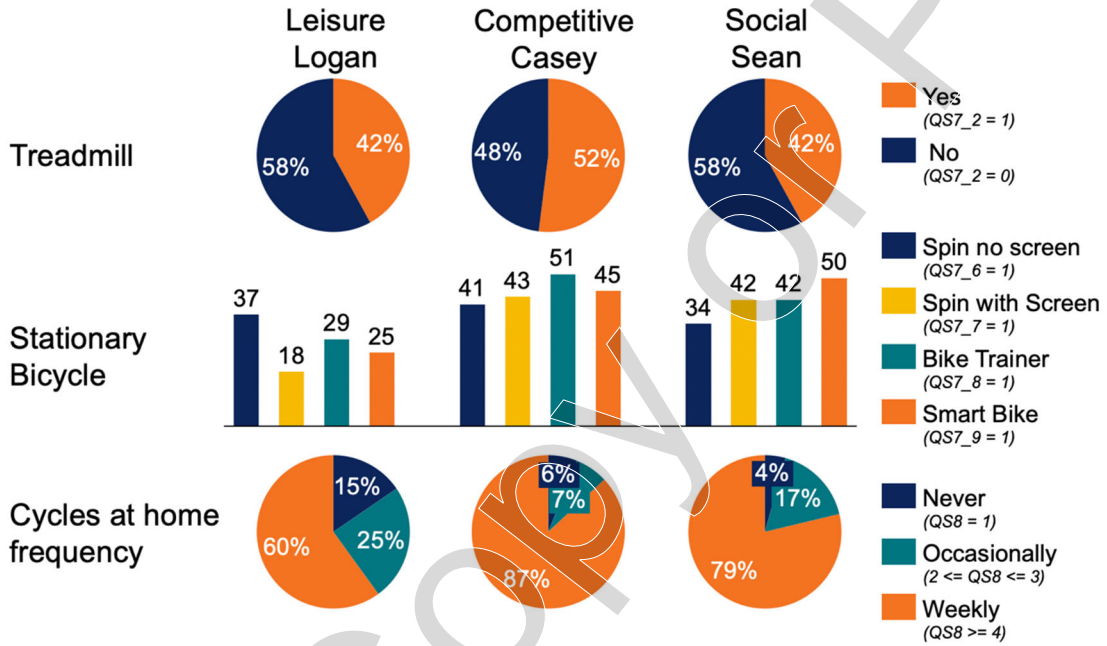 Leisure
Logan
Competitive
Casey
Social
Sean
Treadmill
58%
42%
48%
52%
58%
42%
Yes
(QS7_2 = 1)
No
(QS7_2 = 0)
Stationary
Bicycle
37
18
29
25
41
43
51
45
34
42
42
50
Spin no screen
(QS7_6 = 1)
Spin with Screen
(QS7_7 = 1)
Bike Trainer
(QS7_8 = 1)
Smart Bike
(QS7_9 = 1)
Cycles at home
frequency
15%
25%
60%
6%
7%
87%
4%
17%
79%
Never
(QS8 = 1)
Occasionally
(2 <= QS8 <= 3)
Weekly
(QS8 >= 4)